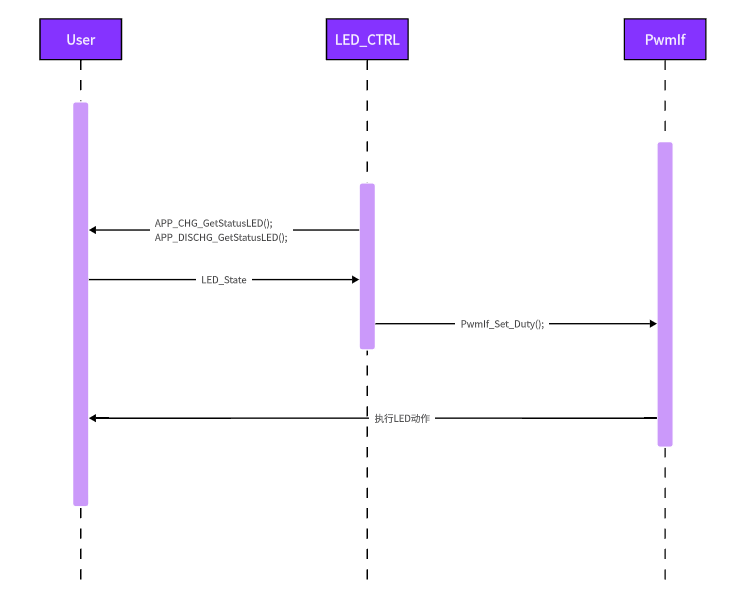 User
LED_CTRL
PwmIf
APP_CHG_GetStatusLED();
APP_DISCHG_GetStatusLED();
LED_State
PwmIf_Set_Duty();
执行LED动作